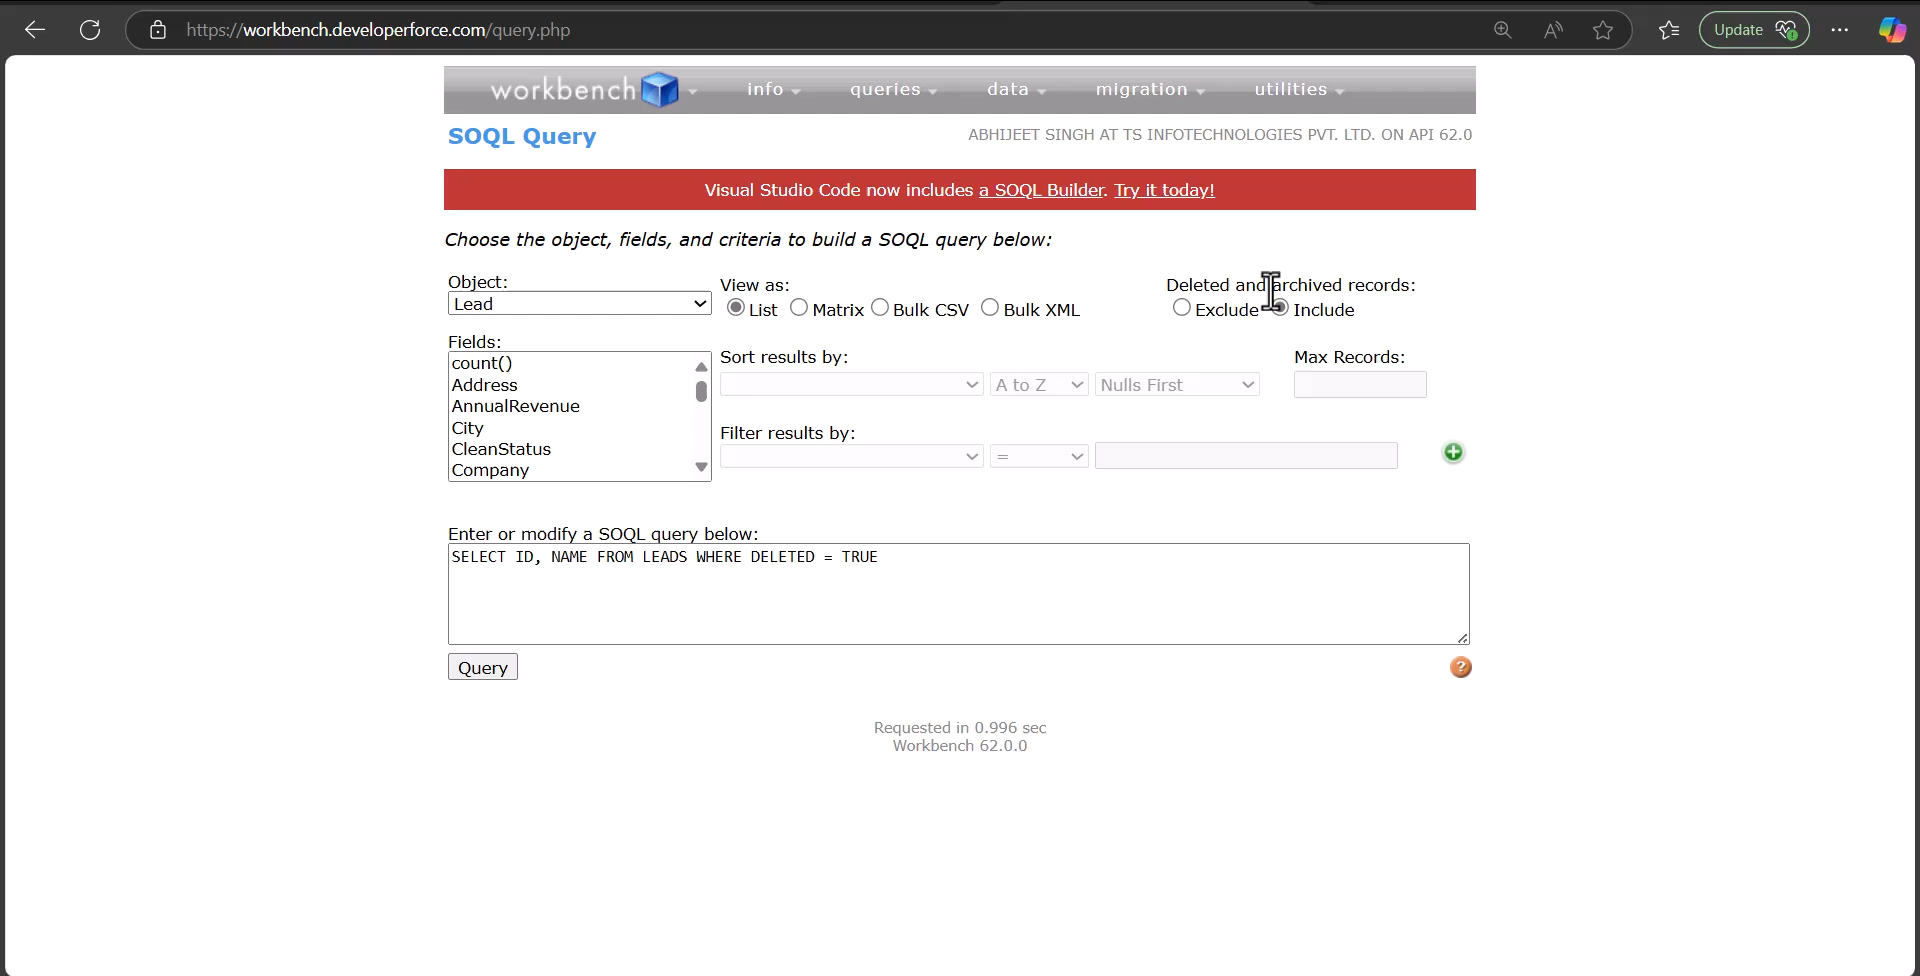 https://workbench.developerforce.com/query.php
Update
workbench info queries data migration utilities
SOQL Query
ABHIJEET SINGH AT TS INFOTECHNOLOGIES PVT. LTD. ON API 62.0
Visual Studio Code now includes a SOQL Builder. Try it today!
Choose the object, fields, and criteria to build a SOQL query below:
Object:
Lead
View as:
List Matrix Bulk CSV Bulk XML
Deleted and archived records:
Exclude Include
Fields:
count()
Address
AnnualRevenue
City
CleanStatus
Company
Sort results by:
A to Z Nulls First
Max Records:
Filter results by:
=
Enter or modify a SOQL query below:
SELECT ID, NAME FROM LEADS WHERE DELETED = TRUE
Query
?
Requested in 0.996 sec
Workbench 62.0.0